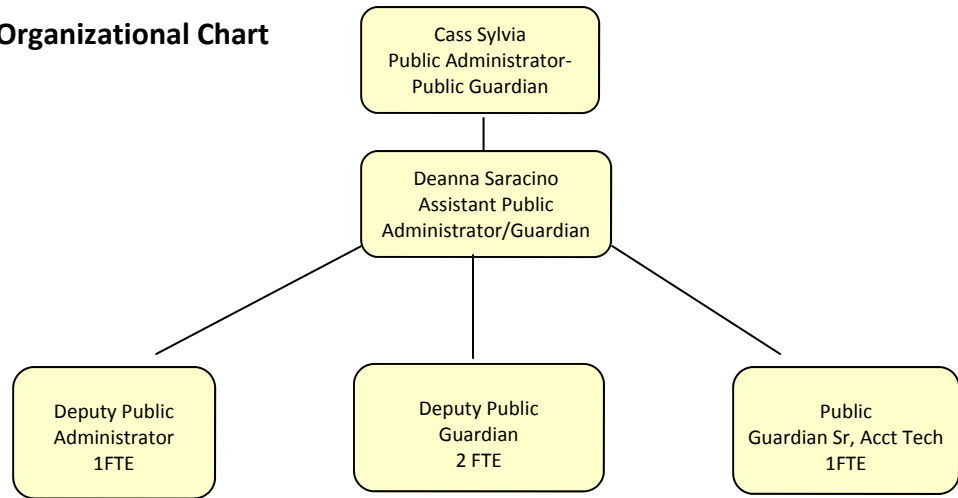 Organizational Chart
Cass Sylvia
Public Administrator-
Public Guardian
Deanna Saracino
Assistant Public
Administrator/Guardian
Deputy Public
Administrator
1FTE
Deputy Public
Guardian
2 FTE
Public
Guardian Sr, Acct Tech
1FTE